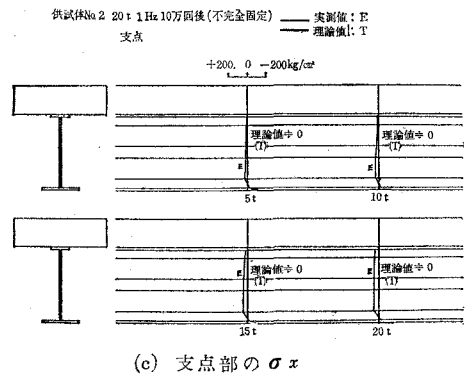 供試体No.2 20t 1Hz 10万回後(不完全固定) 実測値:E
支点 理論値:T
+200. 0 −200kg/cm²
理論値≑0 理論値≑0
(T) (T)
E E
5t 10t
E E
理論値≑0 理論値≑0
(T) (T)
15t 20t
(c) 支点部のσx